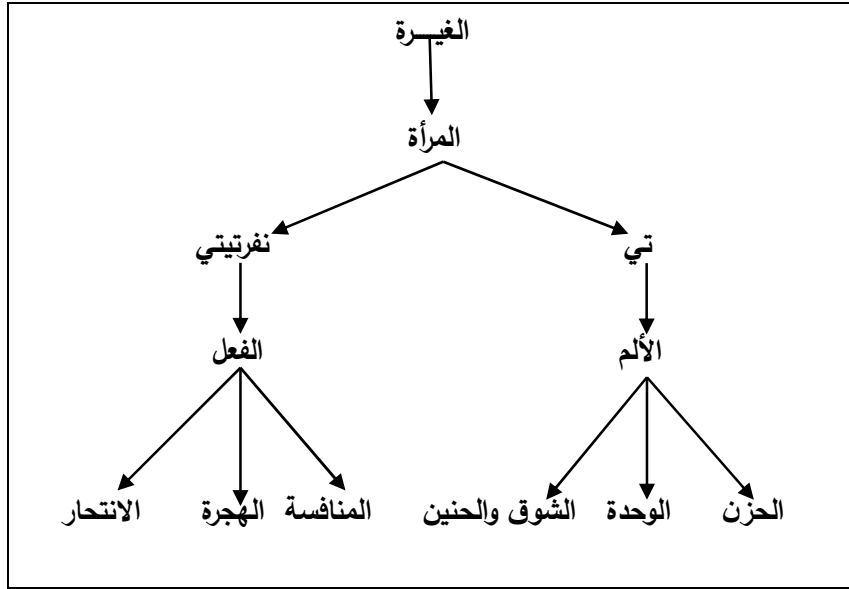 الغيـــرة
المرأة
تي نفرتيتي
الألم الفعل
الحزن الوحدة الشوق والحنين المنافسة الهجرة الانتحار